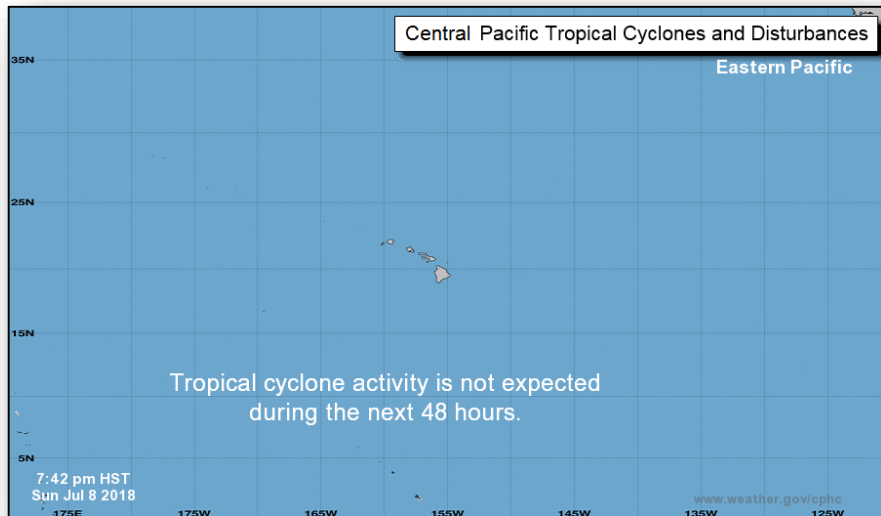 Central Pacific Tropical Cyclones and Disturbances
35N
Eastern Pacific
25N
15N
Tropical cyclone activity is not expected
during the next 48 hours.
5N
7:42 pm HST
Sun Jul 8 2018
www.weather.gov/cphc
175E 175W 165W 155W 145W 135W 125W